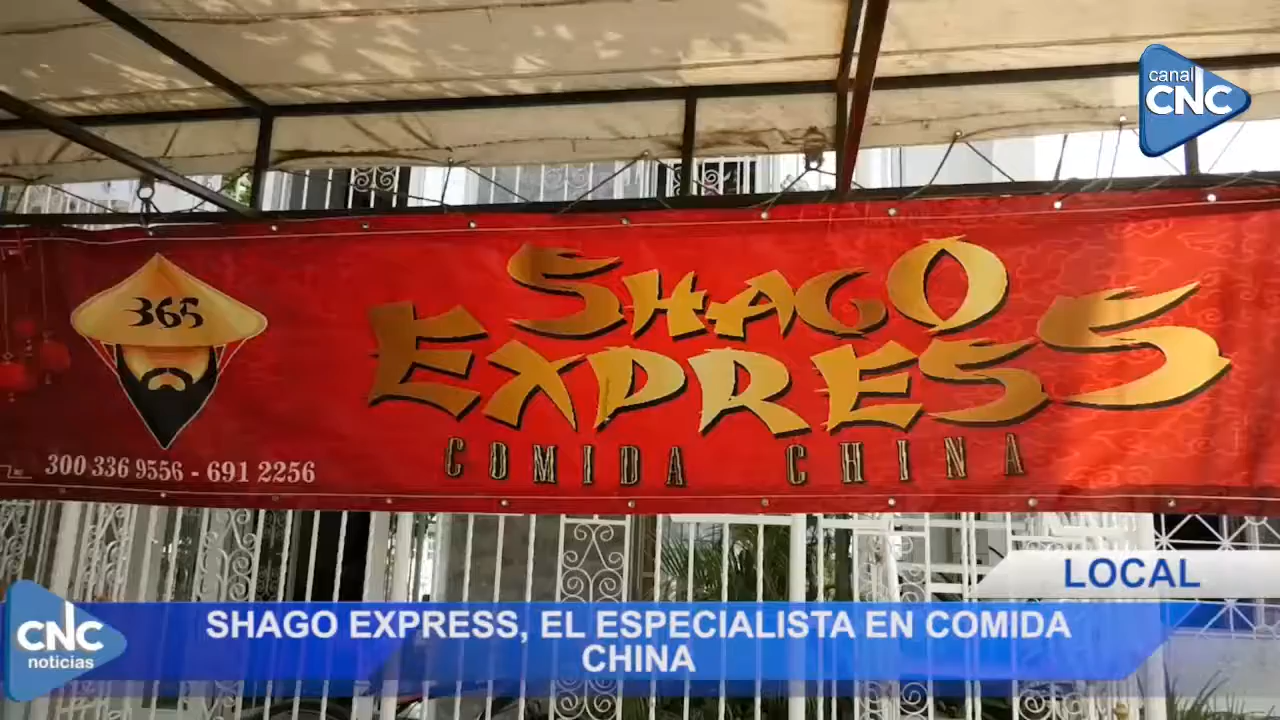 canal
CNC
365
SHAGO
EXPRESS
COMIDA CHINA
300 336 9556 - 691 2256
LOCAL
SHAGO EXPRESS, EL ESPECIALISTA EN COMIDA
CHINA
CNC
noticias